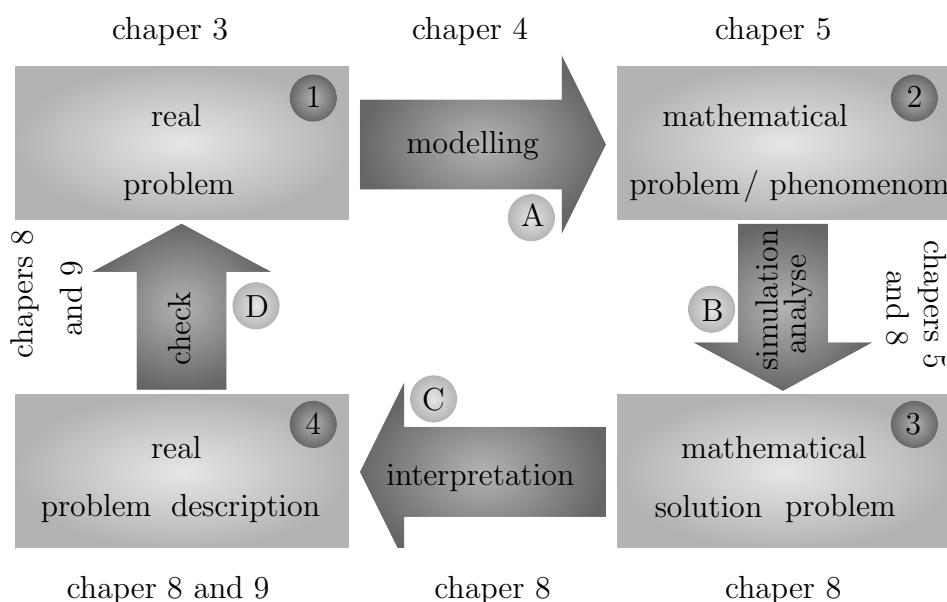 chaper 3
chaper 4
chaper 5
1
real
problem
modelling
A
2
mathematical
problem/ phenomenom
chapers 8
and 9
check
D
B
simulation
analyse
chapers 5
and 8
4
real
problem description
C
interpretation
3
mathematical
solution problem
chaper 8 and 9
chaper 8
chaper 8